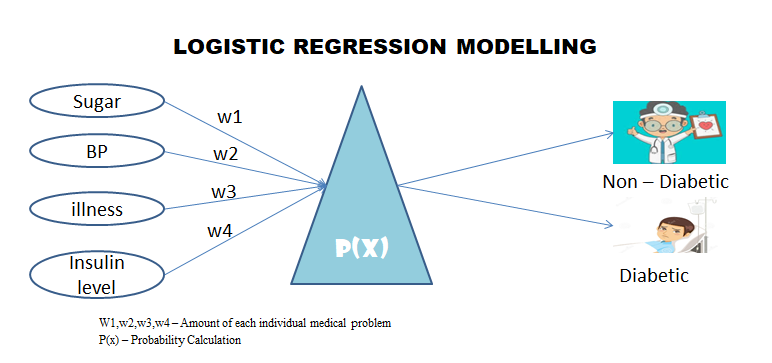 LOGISTIC REGRESSION MODELLING
Sugar
w1
BP
w2
w3
illness
w4
Insulin
level
P(X)
Non – Diabetic
Diabetic
W1,w2,w3,w4 – Amount of each individual medical problem
P(x) – Probability Calculation